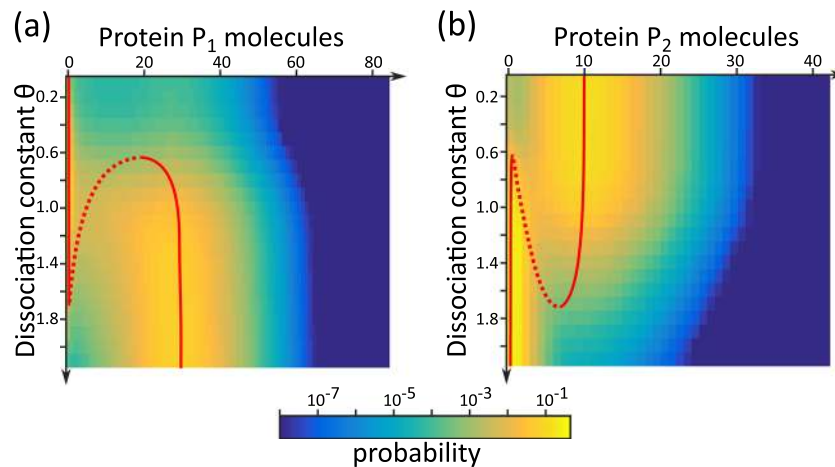 (a)
Protein P₁ molecules
0 20 40 60 80
Dissociation constant θ
0.2
0.6
1.0
1.4
1.8
(b)
Protein P₂ molecules
0 10 20 30 40
Dissociation constant θ
0.2
0.6
1.0
1.4
1.8
10⁻⁷ 10⁻⁵ 10⁻³ 10⁻¹
probability